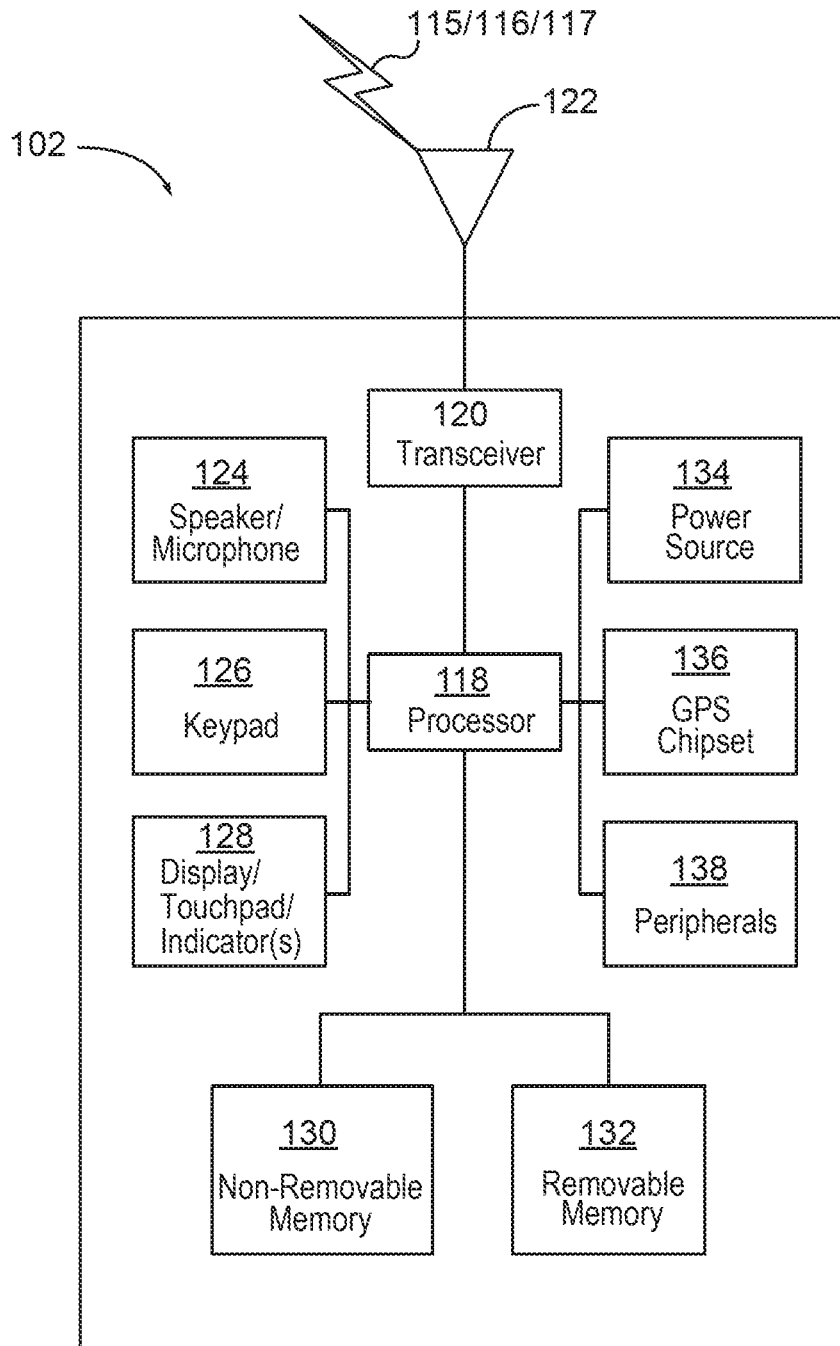 115/116/117
122
102
120
Transceiver
124
Speaker/
Microphone
134
Power
Source
126
Keypad
118
Processor
136
GPS
Chipset
128
Display/
Touchpad/
Indicator(s)
138
Peripherals
130
Non-Removable
Memory
132
Removable
Memory